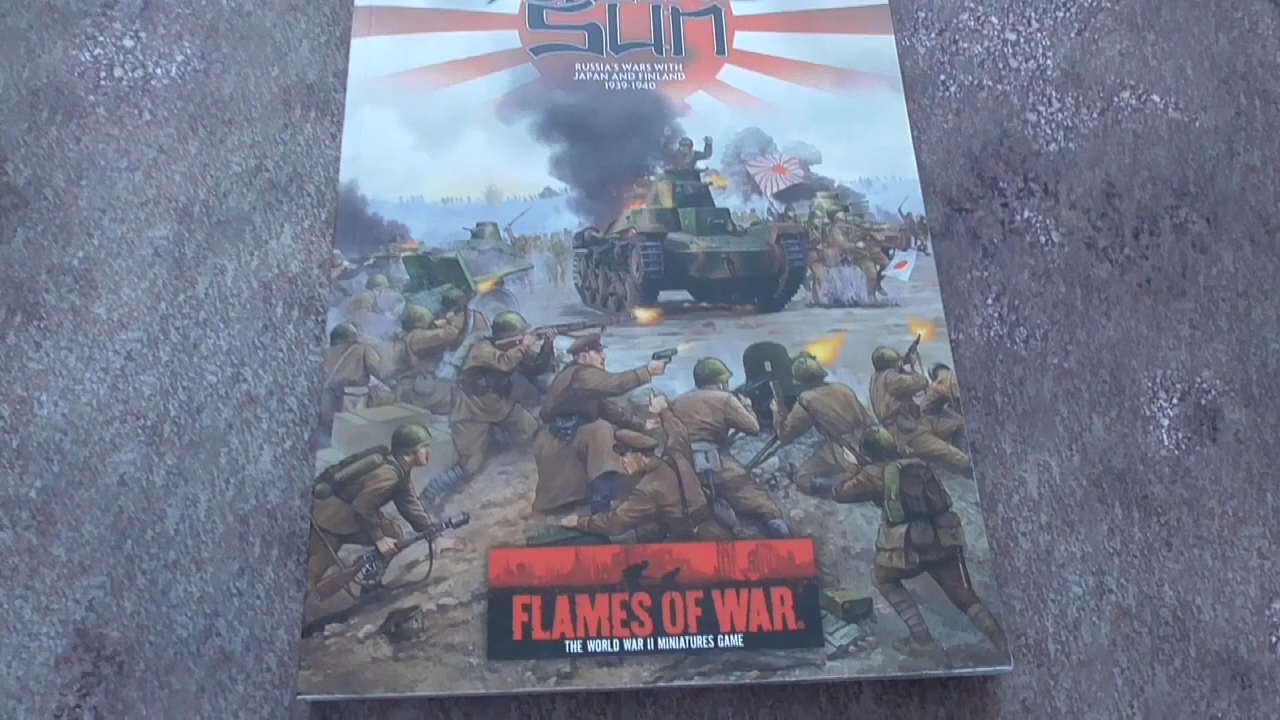 Sun
RUSSIA'S WARS WITH
JAPAN AND FINLAND
1939-1940
FLAMES OF WAR.
THE WORLD WAR II MINIATURES GAME